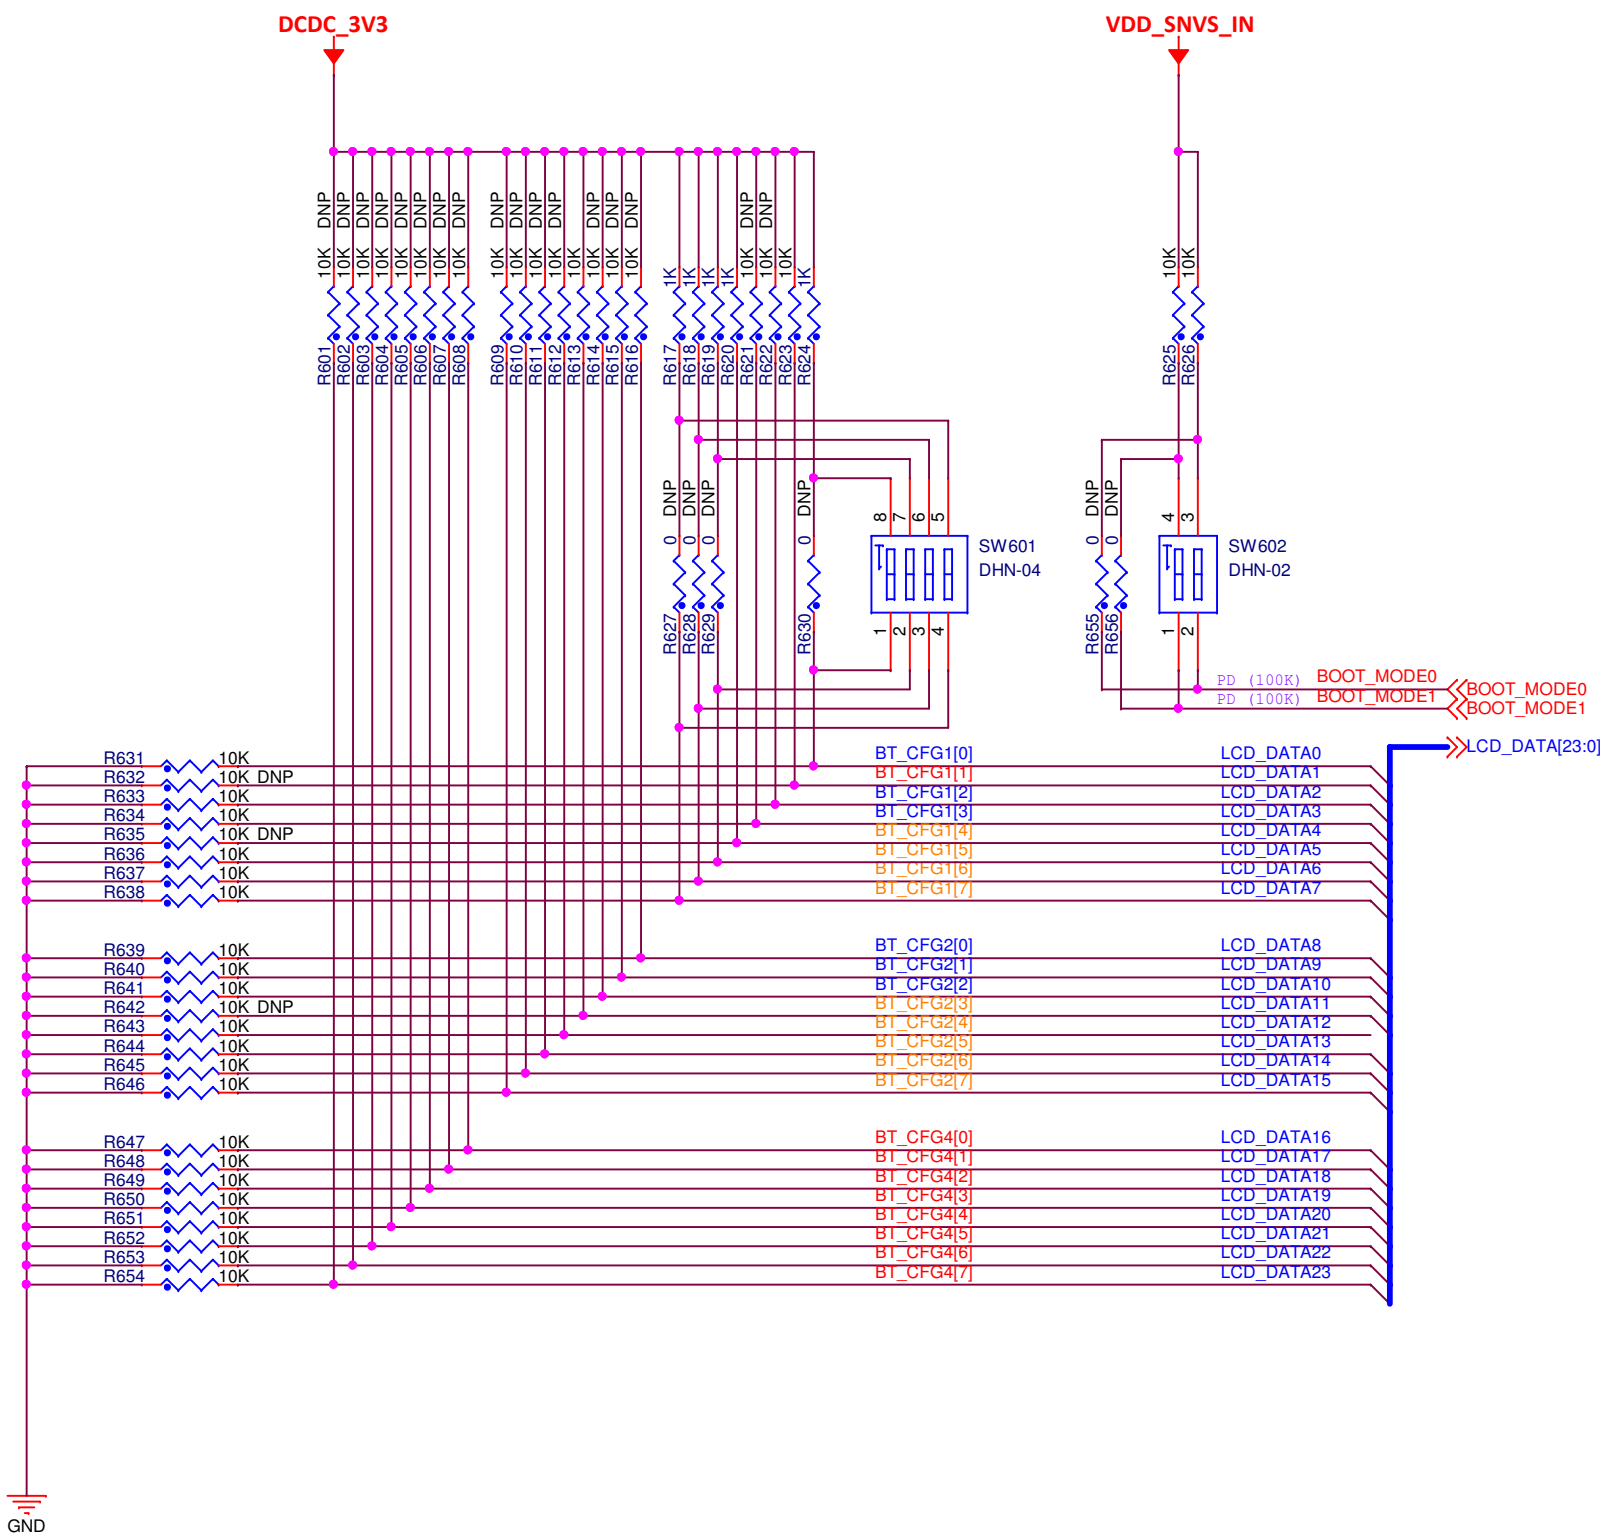 DCDC_3V3
VDD_SNVS_IN
R601 10K DNP
R602 10K DNP
R603 10K DNP
R604 10K DNP
R605 10K DNP
R606 10K DNP
R607 10K DNP
R608 10K DNP
R609 10K DNP
R610 10K DNP
R611 10K DNP
R612 10K DNP
R613 10K
R614 10K DNP
R615 10K DNP
R616 10K DNP
R617 1K
R618 1K
R619 1K
R620 1K
R621 10K DNP
R622 10K DNP
R623 10K
R624 1K
R625 10K
R626 10K
R627 0 DNP
R628 0 DNP
R629 0 DNP
R630 0 DNP
8 7 6 5
SW601
DHN-04
1 2 3 4
R655 0 DNP
R656 0 DNP
4 3
SW602
DHN-02
1 2
PD (100K) BOOT_MODE0 BOOT_MODE0
PD (100K) BOOT_MODE1 BOOT_MODE1
LCD_DATA[23:0]
R631 10K BT_CFG1[0] LCD_DATA0
R632 10K DNP BT_CFG1[1] LCD_DATA1
R633 10K BT_CFG1[2] LCD_DATA2
R634 10K BT_CFG1[3] LCD_DATA3
R635 10K DNP BT_CFG1[4] LCD_DATA4
R636 10K BT_CFG1[5] LCD_DATA5
R637 10K BT_CFG1[6] LCD_DATA6
R638 10K BT_CFG1[7] LCD_DATA7
R639 10K BT_CFG2[0] LCD_DATA8
R640 10K BT_CFG2[1] LCD_DATA9
R641 10K BT_CFG2[2] LCD_DATA10
R642 10K DNP BT_CFG2[3] LCD_DATA11
R643 10K BT_CFG2[4] LCD_DATA12
R644 10K BT_CFG2[5] LCD_DATA13
R645 10K BT_CFG2[6] LCD_DATA14
R646 10K BT_CFG2[7] LCD_DATA15
R647 10K BT_CFG4[0] LCD_DATA16
R648 10K BT_CFG4[1] LCD_DATA17
R649 10K BT_CFG4[2] LCD_DATA18
R650 10K BT_CFG4[3] LCD_DATA19
R651 10K BT_CFG4[4] LCD_DATA20
R652 10K BT_CFG4[5] LCD_DATA21
R653 10K BT_CFG4[6] LCD_DATA22
R654 10K BT_CFG4[7] LCD_DATA23
GND